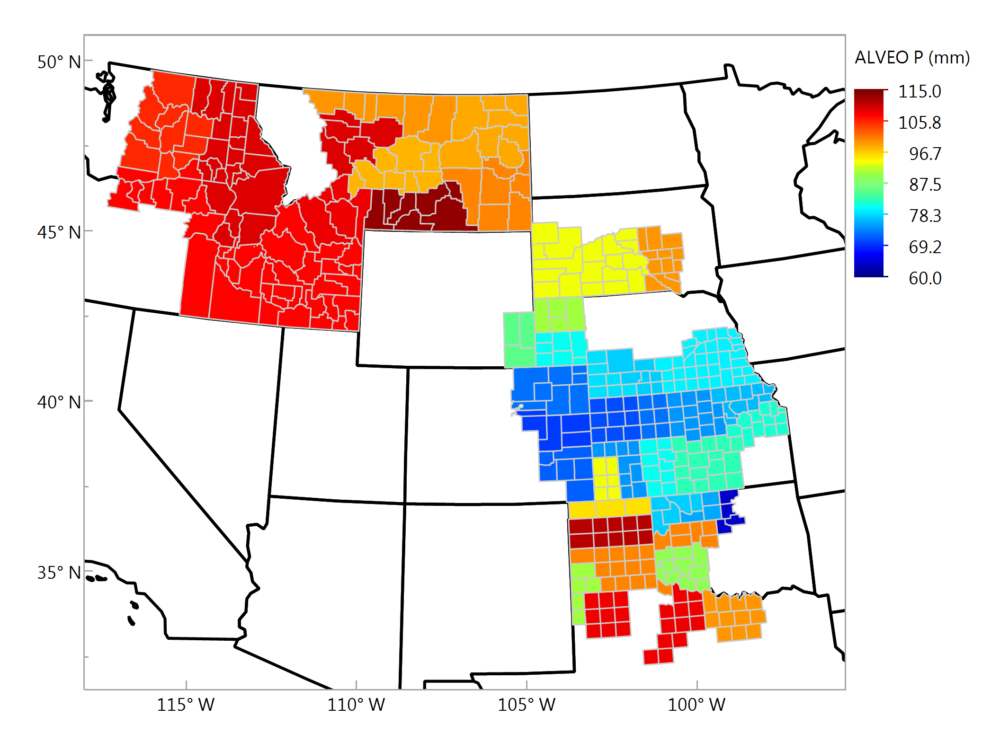 ALVEO P (mm)
50° N
45° N
40° N
35° N
115.0
105.8
96.7
87.5
78.3
69.2
60.0
115° W
110° W
105° W
100° W